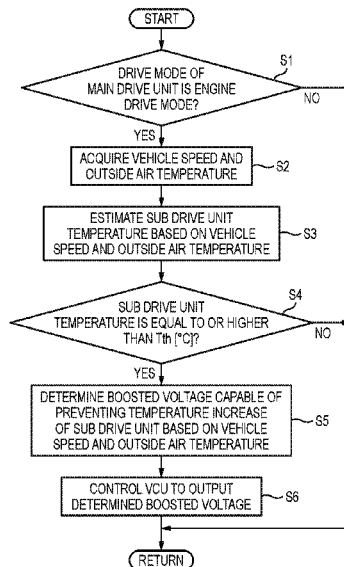 START
DRIVE MODE OF
MAIN DRIVE UNIT IS ENGINE
DRIVE MODE?
S1
NO
YES
ACQUIRE VEHICLE SPEED AND
OUTSIDE AIR TEMPERATURE
S2
ESTIMATE SUB DRIVE UNIT
TEMPERATURE BASED ON VEHICLE
SPEED AND OUTSIDE AIR TEMPERATURE
S3
SUB DRIVE UNIT
TEMPERATURE IS EQUAL TO OR HIGHER
THAN Tth [°C]?
S4
NO
YES
DETERMINE BOOSTED VOLTAGE CAPABLE OF
PREVENTING TEMPERATURE INCREASE
OF SUB DRIVE UNIT BASED ON VEHICLE
SPEED AND OUTSIDE AIR TEMPERATURE
S5
CONTROL VCU TO OUTPUT
DETERMINED BOOSTED VOLTAGE
S6
RETURN